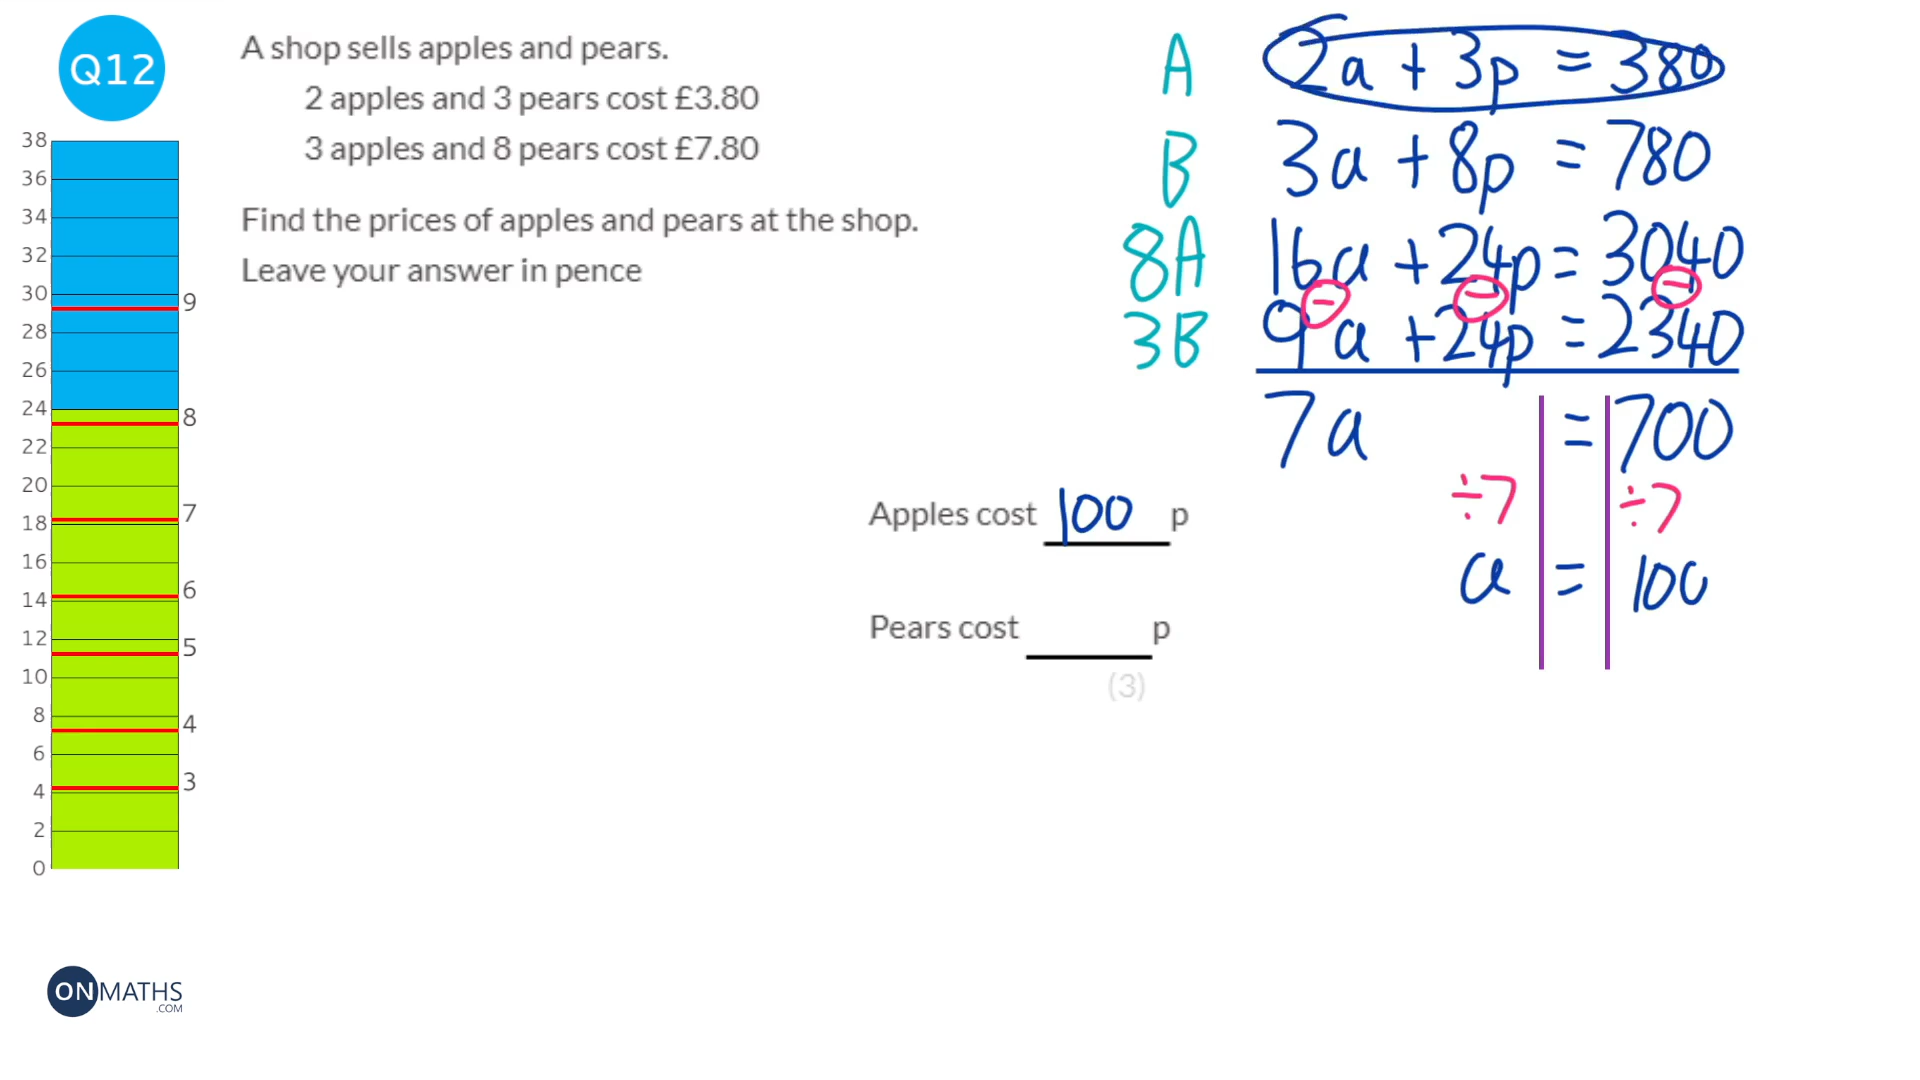 Q12
A shop sells apples and pears.
2 apples and 3 pears cost £3.80
3 apples and 8 pears cost £7.80
Find the prices of apples and pears at the shop.
Leave your answer in pence
A 2a + 3p = 380
B 3a + 8p = 780
8A 16a + 24p = 3040
− − −
3B 9a + 24p = 2340
7a = 700
÷7 ÷7
a = 100
Apples cost 100 p
Pears cost ______ p
(3)
38
36
34
32
30
9
28
26
24
8
22
20
7
18
16
6
14
12
5
10
8
4
6
3
4
2
0
ONMATHS
.COM